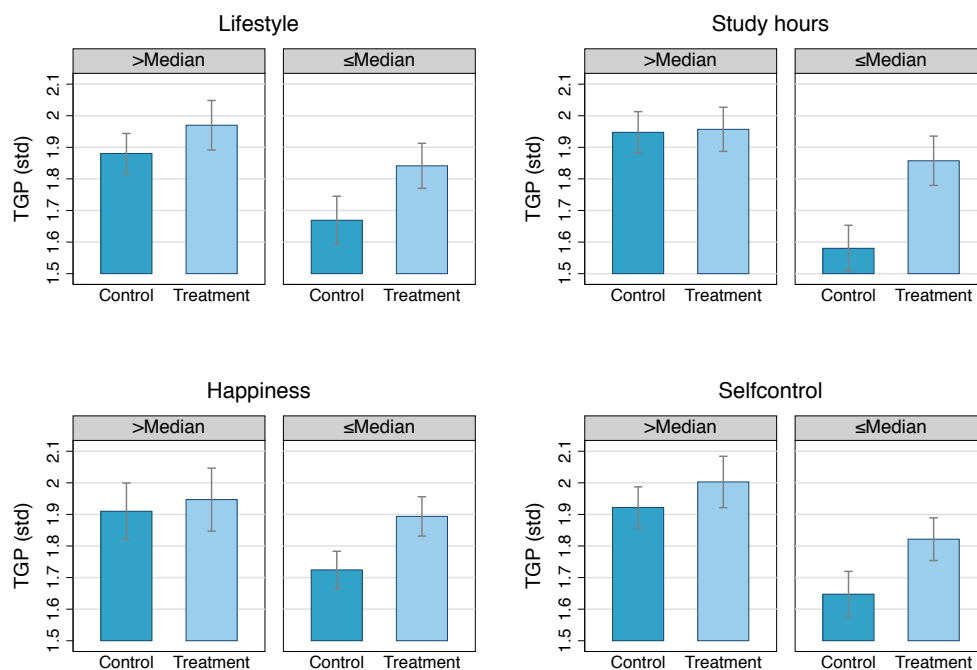 Lifestyle
>Median ≤Median
TGP (std)
1.5 1.6 1.7 1.8 1.9 2 2.1
Control Treatment Control Treatment
Study hours
>Median ≤Median
TGP (std)
1.5 1.6 1.7 1.8 1.9 2 2.1
Control Treatment Control Treatment
Happiness
>Median ≤Median
TGP (std)
1.5 1.6 1.7 1.8 1.9 2 2.1
Control Treatment Control Treatment
Selfcontrol
>Median ≤Median
TGP (std)
1.5 1.6 1.7 1.8 1.9 2 2.1
Control Treatment Control Treatment